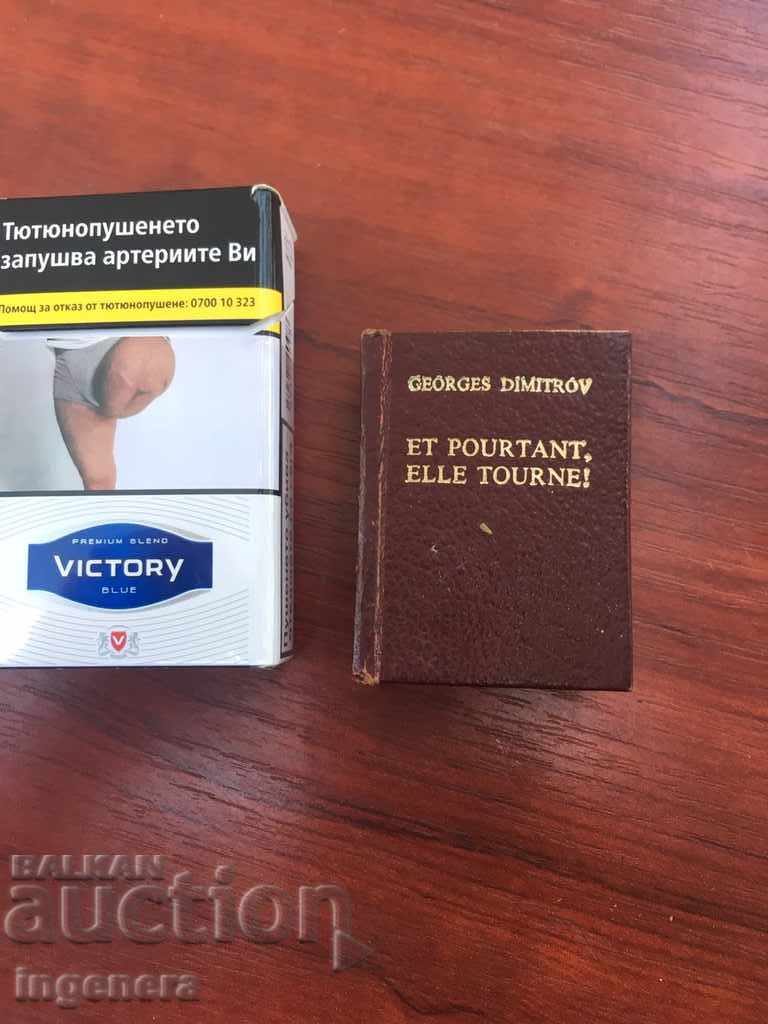 Тютюнопушенето
запушва артериите Ви
Помощ за отказ от тютюнопушене: 0700 10 323
PREMIUM BLEND
VICTORY
BLUE
V
GEORGES DIMITROV
ET POURTANT,
ELLE TOURNE!
BALKAN
auction
ingenera